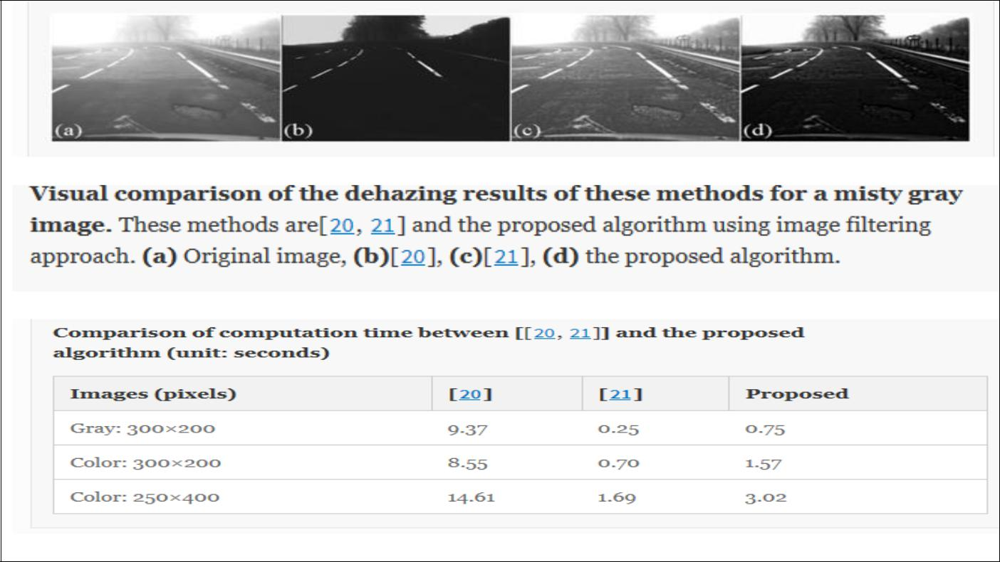 (a) (b) (c) (d)
Visual comparison of the dehazing results of these methods for a misty gray
image. These methods are[20, 21] and the proposed algorithm using image filtering
approach. (a) Original image, (b)[20], (c)[21], (d) the proposed algorithm.
Comparison of computation time between [[20, 21]] and the proposed
algorithm (unit: seconds)
Images (pixels) [20] [21] Proposed
Gray: 300×200 9.37 0.25 0.75
Color: 300×200 8.55 0.70 1.57
Color: 250×400 14.61 1.69 3.02